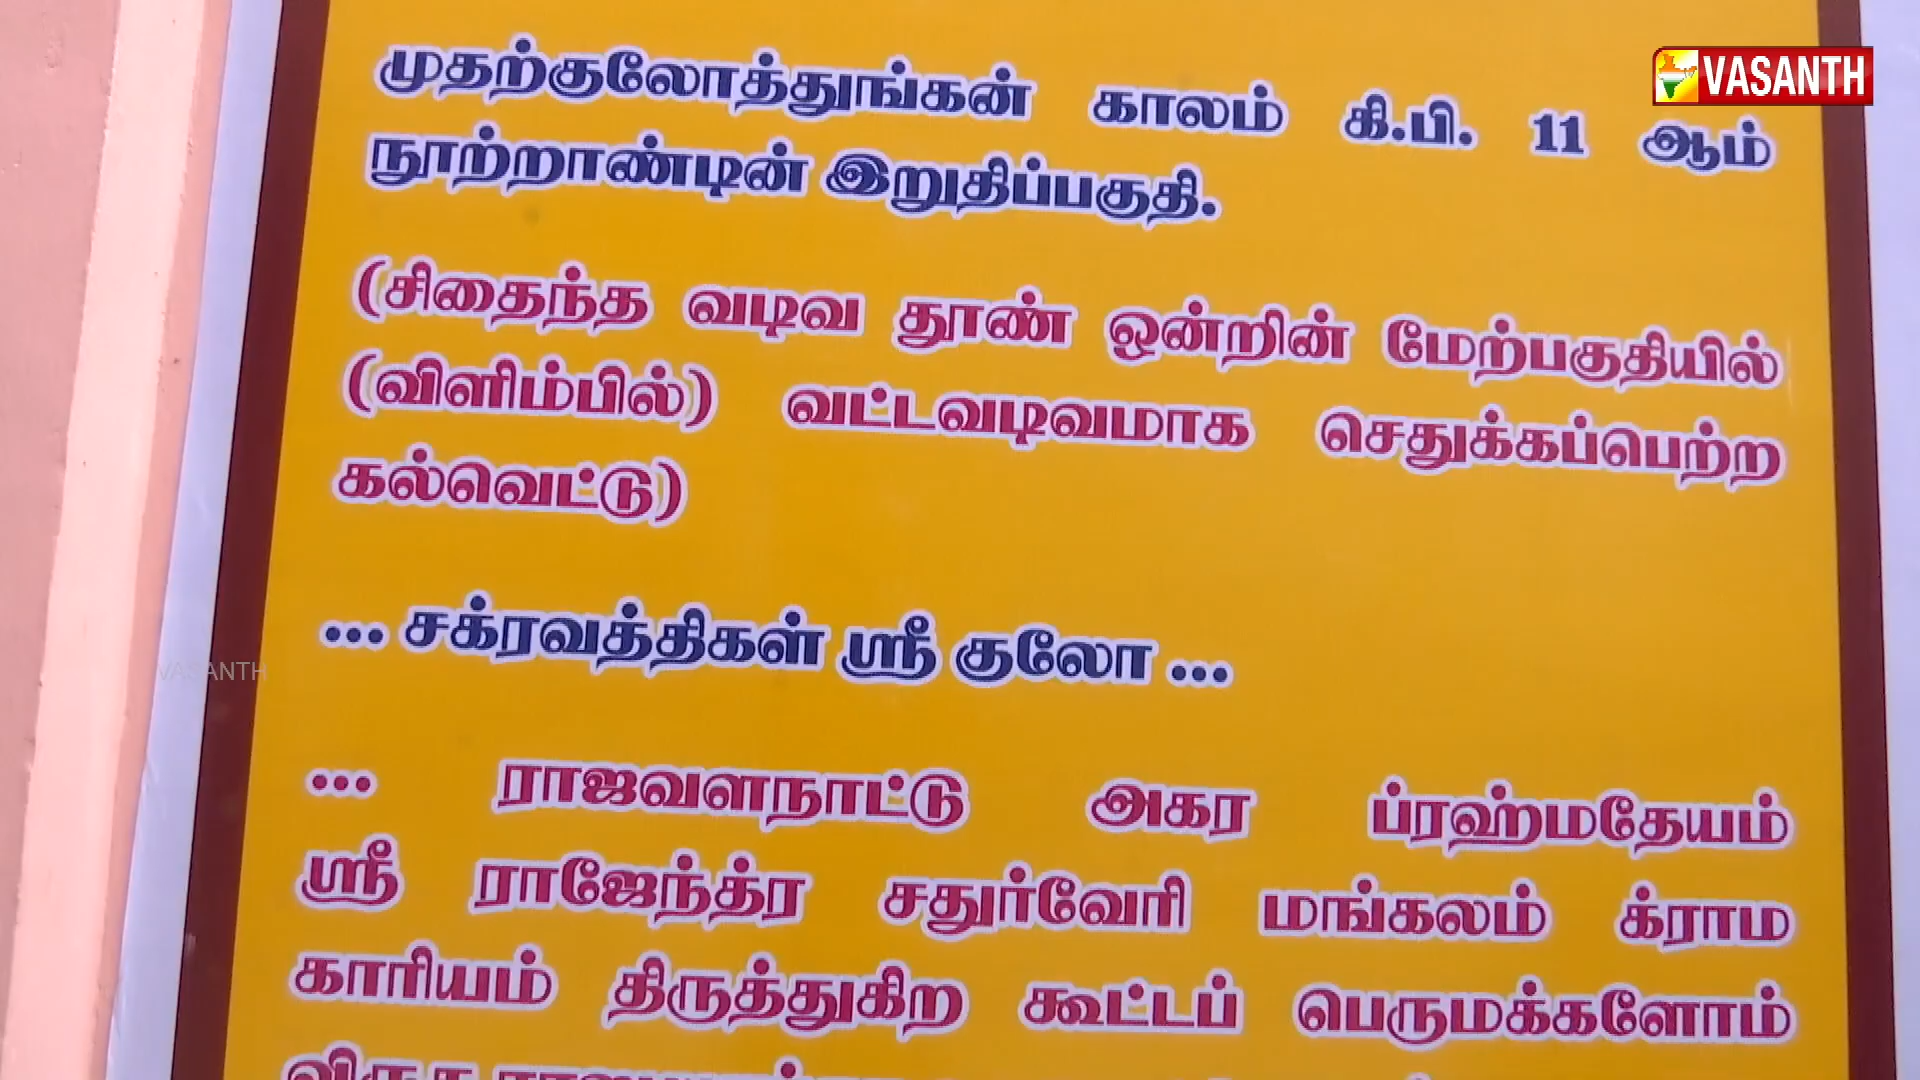 VASANTH
முதற்குலோத்துங்கன் காலம் கி.பி. 11 ஆம்
நூற்றாண்டின் இறுதிப்பகுதி.
(சிதைந்த வடிவ தூண் ஒன்றின் மேற்பகுதியில்
(விளிம்பில்) வட்டவடிவமாக செதுக்கப்பெற்ற
கல்வெட்டு)
... சக்ரவத்திகள் ஸ்ரீ குலோ ...
VASANTH
... ராஜவளநாட்டு அகர ப்ரஹ்மதேயம்
ஸ்ரீ ராஜேந்த்ர சதுர்வேரி மங்கலம் க்ராம
காரியம் திருத்துகிற கூட்டப் பெருமக்களோம்